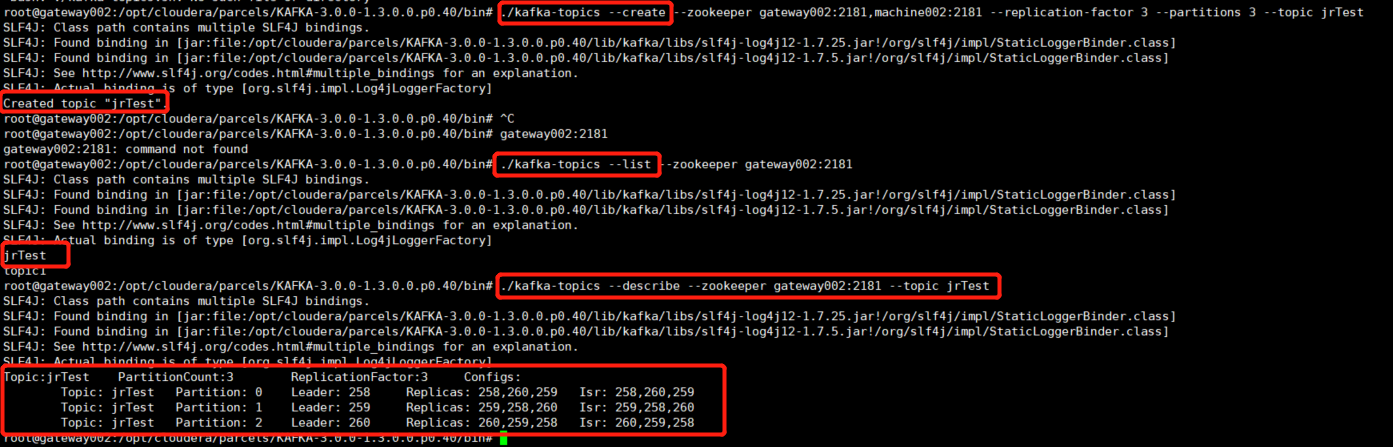 root@gateway002:/opt/cloudera/parcels/KAFKA-3.0.0-1.3.0.0.p0.40/bin# ./kafka-topics --create --zookeeper gateway002:2181,machine002:2181 --replication-factor 3 --partitions 3 --topic jrTest
SLF4J: Class path contains multiple SLF4J bindings.
SLF4J: Found binding in [jar:file:/opt/cloudera/parcels/KAFKA-3.0.0-1.3.0.0.p0.40/lib/kafka/libs/slf4j-log4j12-1.7.25.jar!/org/slf4j/impl/StaticLoggerBinder.class]
SLF4J: Found binding in [jar:file:/opt/cloudera/parcels/KAFKA-3.0.0-1.3.0.0.p0.40/lib/kafka/libs/slf4j-log4j12-1.7.5.jar!/org/slf4j/impl/StaticLoggerBinder.class]
SLF4J: See http://www.slf4j.org/codes.html#multiple_bindings for an explanation.
SLF4J: Actual binding is of type [org.slf4j.impl.Log4jLoggerFactory]
Created topic "jrTest".
root@gateway002:/opt/cloudera/parcels/KAFKA-3.0.0-1.3.0.0.p0.40/bin# ^C
root@gateway002:/opt/cloudera/parcels/KAFKA-3.0.0-1.3.0.0.p0.40/bin# gateway002:2181
gateway002:2181: command not found
root@gateway002:/opt/cloudera/parcels/KAFKA-3.0.0-1.3.0.0.p0.40/bin# ./kafka-topics --list --zookeeper gateway002:2181
SLF4J: Class path contains multiple SLF4J bindings.
SLF4J: Found binding in [jar:file:/opt/cloudera/parcels/KAFKA-3.0.0-1.3.0.0.p0.40/lib/kafka/libs/slf4j-log4j12-1.7.25.jar!/org/slf4j/impl/StaticLoggerBinder.class]
SLF4J: Found binding in [jar:file:/opt/cloudera/parcels/KAFKA-3.0.0-1.3.0.0.p0.40/lib/kafka/libs/slf4j-log4j12-1.7.5.jar!/org/slf4j/impl/StaticLoggerBinder.class]
SLF4J: See http://www.slf4j.org/codes.html#multiple_bindings for an explanation.
SLF4J: Actual binding is of type [org.slf4j.impl.Log4jLoggerFactory]
jrTest
topic1
root@gateway002:/opt/cloudera/parcels/KAFKA-3.0.0-1.3.0.0.p0.40/bin# ./kafka-topics --describe --zookeeper gateway002:2181 --topic jrTest
SLF4J: Class path contains multiple SLF4J bindings.
SLF4J: Found binding in [jar:file:/opt/cloudera/parcels/KAFKA-3.0.0-1.3.0.0.p0.40/lib/kafka/libs/slf4j-log4j12-1.7.25.jar!/org/slf4j/impl/StaticLoggerBinder.class]
SLF4J: Found binding in [jar:file:/opt/cloudera/parcels/KAFKA-3.0.0-1.3.0.0.p0.40/lib/kafka/libs/slf4j-log4j12-1.7.5.jar!/org/slf4j/impl/StaticLoggerBinder.class]
SLF4J: See http://www.slf4j.org/codes.html#multiple_bindings for an explanation.
SLF4J: Actual binding is of type [org.slf4j.impl.Log4jLoggerFactory]
Topic:jrTest PartitionCount:3 ReplicationFactor:3 Configs:
Topic: jrTest Partition: 0 Leader: 258 Replicas: 258,260,259 Isr: 258,260,259
Topic: jrTest Partition: 1 Leader: 259 Replicas: 259,258,260 Isr: 259,258,260
Topic: jrTest Partition: 2 Leader: 260 Replicas: 260,259,258 Isr: 260,259,258
root@gateway002:/opt/cloudera/parcels/KAFKA-3.0.0-1.3.0.0.p0.40/bin#